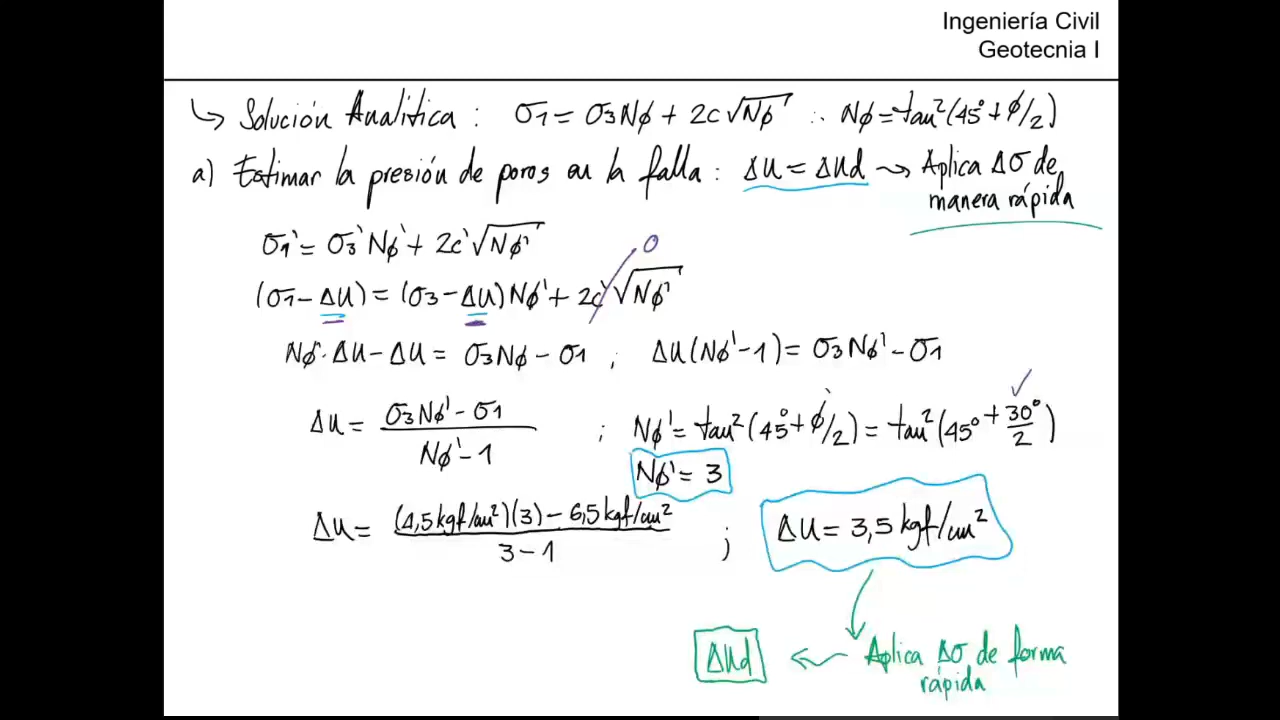 Ingeniería Civil
Geotecnia I
↳ Solución Analítica : σ1 = σ3Nϕ + 2c√Nϕ ∴ Nϕ = tan²(45° + ϕ/2)
a) Estimar la presión de poros en la falla : Δu = Δud ⇝ Aplica Δσ de
manera rápida
σ1' = σ3' Nϕ' + 2c' √Nϕ'
0
(σ1 - Δu) = (σ3 - Δu) Nϕ' + 2c' √Nϕ'
Nϕ' · Δu - Δu = σ3Nϕ - σ1 ; Δu (Nϕ' - 1) = σ3Nϕ' - σ1
Δu = (σ3Nϕ' - σ1) / (Nϕ' - 1) ; Nϕ' = tan²(45° + ϕ'/2) = tan²(45° + 30°/2) ✓
Nϕ' = 3
Δu = ((4,5 kgf/cm²)(3) - 6,5 kgf/cm²) / (3 - 1) ; Δu = 3,5 kgf/cm²
Δud ← Aplica Δσ de forma
rápida